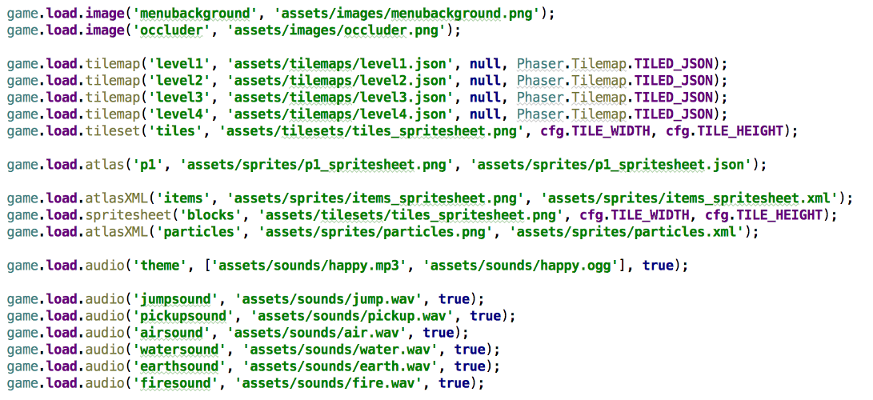 game.load.image('menubackground', 'assets/images/menubackground.png');
game.load.image('occluder', 'assets/images/occluder.png');
game.load.tilemap('level1', 'assets/tilemaps/level1.json', null, Phaser.Tilemap.TILED_JSON);
game.load.tilemap('level2', 'assets/tilemaps/level2.json', null, Phaser.Tilemap.TILED_JSON);
game.load.tilemap('level3', 'assets/tilemaps/level3.json', null, Phaser.Tilemap.TILED_JSON);
game.load.tilemap('level4', 'assets/tilemaps/level4.json', null, Phaser.Tilemap.TILED_JSON);
game.load.tileset('tiles', 'assets/tilesets/tiles_spritesheet.png', cfg.TILE_WIDTH, cfg.TILE_HEIGHT);
game.load.atlas('p1', 'assets/sprites/p1_spritesheet.png', 'assets/sprites/p1_spritesheet.json');
game.load.atlasXML('items', 'assets/sprites/items_spritesheet.png', 'assets/sprites/items_spritesheet.xml');
game.load.spritesheet('blocks', 'assets/tilesets/tiles_spritesheet.png', cfg.TILE_WIDTH, cfg.TILE_HEIGHT);
game.load.atlasXML('particles', 'assets/sprites/particles.png', 'assets/sprites/particles.xml');
game.load.audio('theme', ['assets/sounds/happy.mp3', 'assets/sounds/happy.ogg'], true);
game.load.audio('jumpsound', 'assets/sounds/jump.wav', true);
game.load.audio('pickupsound', 'assets/sounds/pickup.wav', true);
game.load.audio('airsound', 'assets/sounds/air.wav', true);
game.load.audio('watersound', 'assets/sounds/water.wav', true);
game.load.audio('earthsound', 'assets/sounds/earth.wav', true);
game.load.audio('firesound', 'assets/sounds/fire.wav', true);